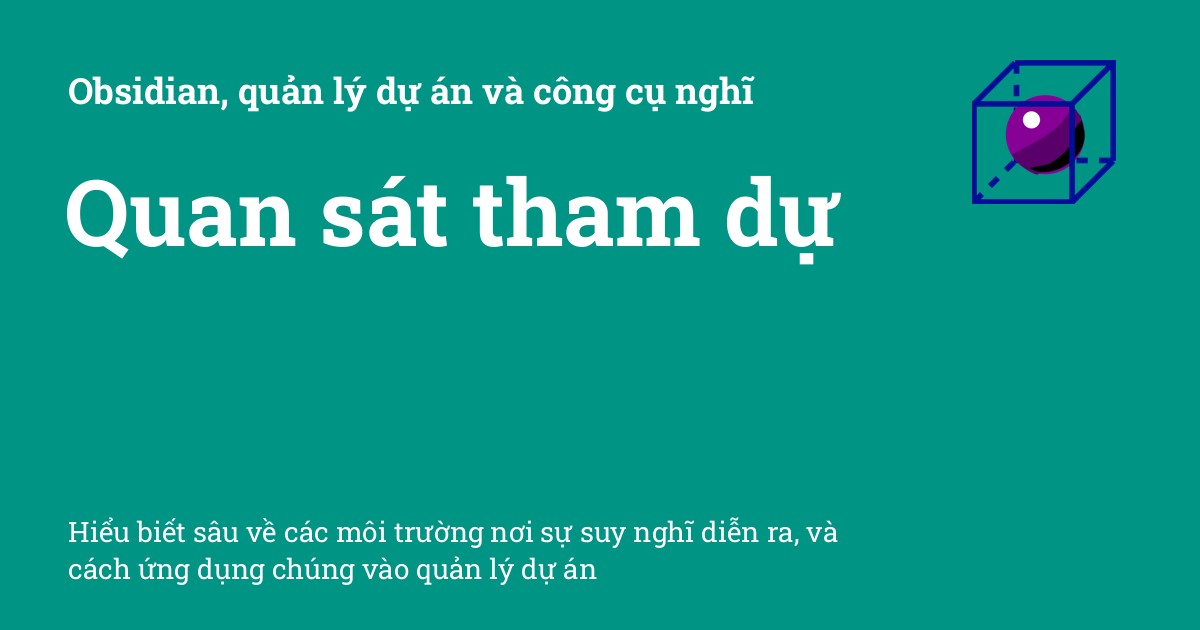 Obsidian, quản lý dự án và công cụ nghĩ
Quan sát tham dự
Hiểu biết sâu về các môi trường nơi sự suy nghĩ diễn ra, và
cách ứng dụng chúng vào quản lý dự án